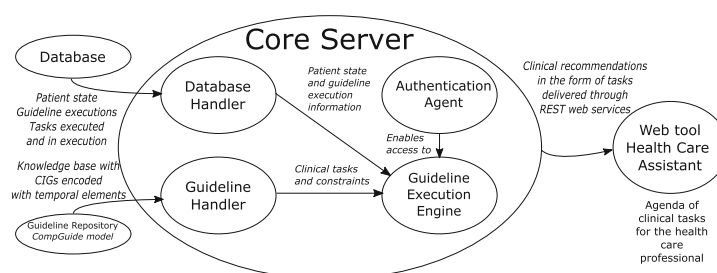 Core Server
Database
Patient state
Guideline executions
Tasks executed
and in execution
Knowledge base with
CIGs encoded
with temporal elements
Guideline Repository
CompGuide model
Database
Handler
Guideline
Handler
Patient state
and guideline
execution
information
Clinical tasks
and constraints
Authentication
Agent
Enables
access to
Guideline
Execution
Engine
Clinical recommendations
in the form of tasks
delivered through
REST web services
Web tool
Health Care
Assistant
Agenda of
clinical tasks
for the health
care
professional